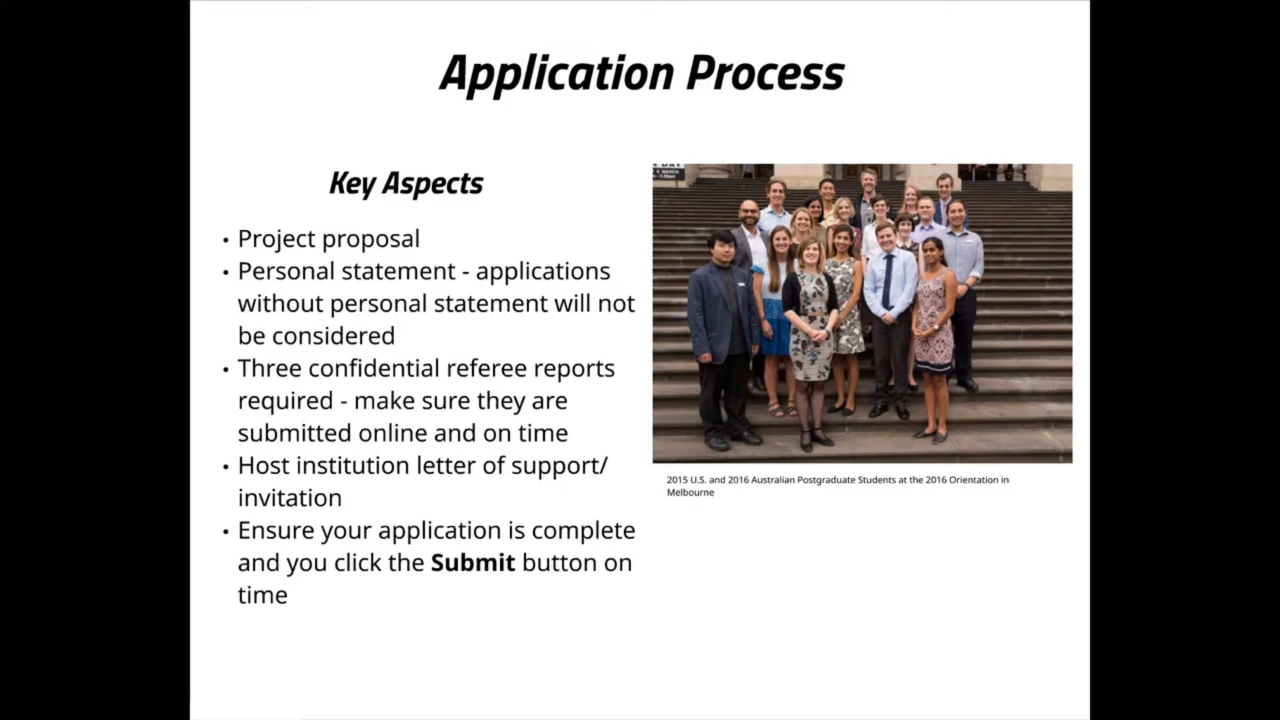 Application Process
Key Aspects
• Project proposal
• Personal statement - applications
without personal statement will not
be considered
• Three confidential referee reports
required - make sure they are
submitted online and on time
• Host institution letter of support/
invitation
• Ensure your application is complete
and you click the Submit button on
time
2015 U.S. and 2016 Australian Postgraduate Students at the 2016 Orientation in
Melbourne